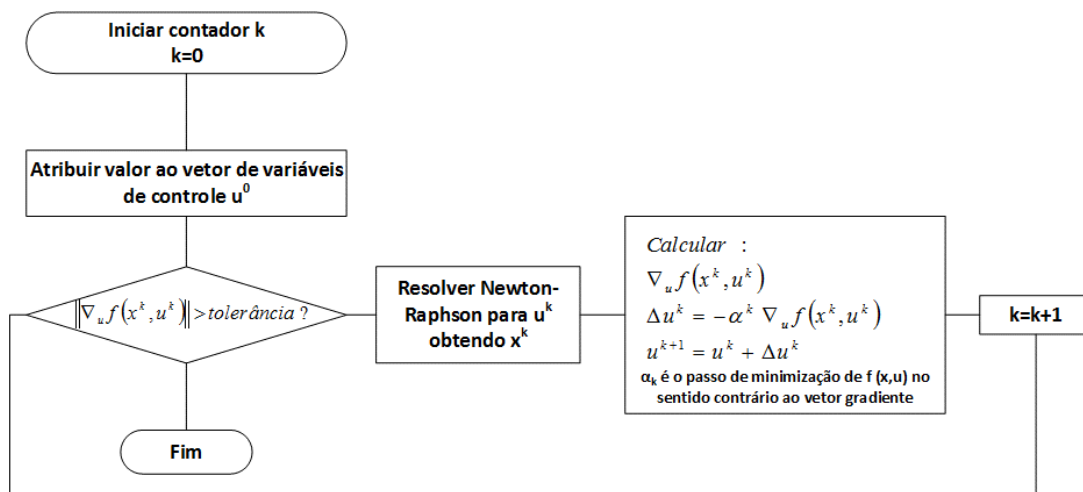 Iniciar contador k
k=0
Atribuir valor ao vetor de variáveis
de controle u⁰
‖∇ᵤf(xᵏ,uᵏ)‖ > tolerância ?
Resolver Newton-
Raphson para uᵏ
obtendo xᵏ
Calcular :
∇ᵤf(xᵏ,uᵏ)
Δuᵏ = −αᵏ ∇ᵤf(xᵏ,uᵏ)
uᵏ⁺¹ = uᵏ + Δuᵏ
αₖ é o passo de minimização de f (x,u) no
sentido contrário ao vetor gradiente
k=k+1
Fim